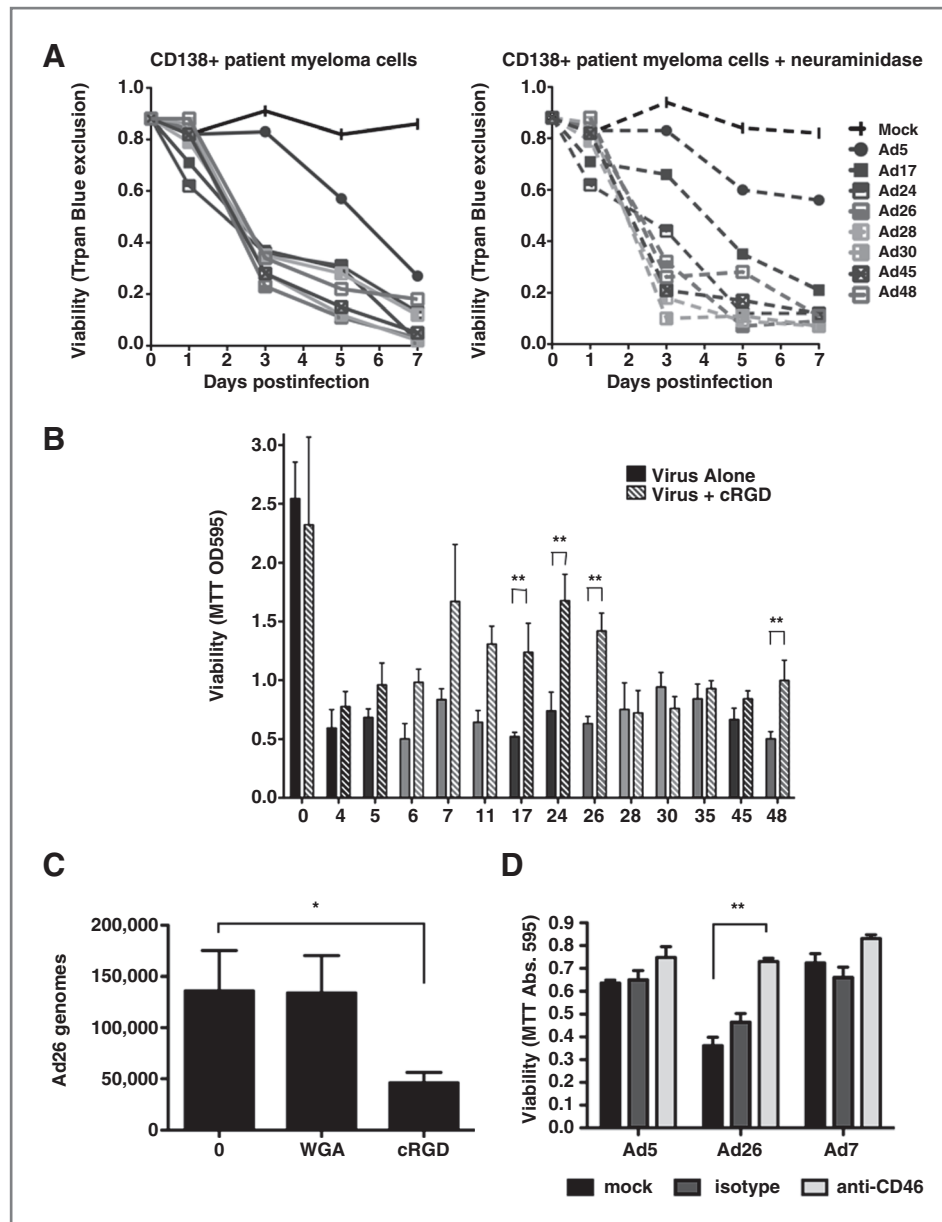 A
CD138+ patient myeloma cells
Viability (Trpan Blue exclusion)
1.0
0.8
0.6
0.4
0.2
0.0
0 1 2 3 4 5 6 7
Days postinfection
CD138+ patient myeloma cells + neuraminidase
Viability (Trpan Blue exclusion)
1.0
0.8
0.6
0.4
0.2
0.0
0 1 2 3 4 5 6 7
Days postinfection
Mock
Ad5
Ad17
Ad24
Ad26
Ad28
Ad30
Ad45
Ad48
B
Viability (MTT OD595)
3.0
2.5
2.0
1.5
1.0
0.5
0.0
Virus Alone
Virus + cRGD
**
**
**
**
0 4 5 6 7 11 17 24 26 28 30 35 45 48
C
Ad26 genomes
200,000
150,000
100,000
50,000
0
*
0 WGA cRGD
D
Viability (MTT Abs. 595)
0.9
0.8
0.7
0.6
0.5
0.4
0.3
0.2
0.1
0.0
**
Ad5 Ad26 Ad7
mock isotype anti-CD46